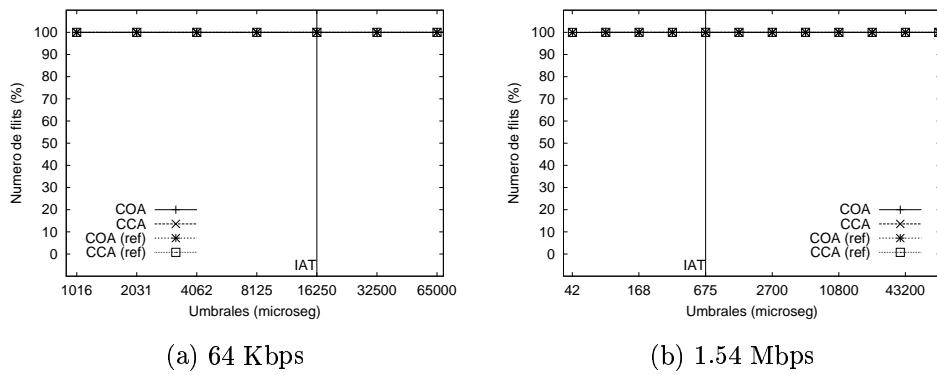 100
90
80
70
60
50
40
30
20
10
0
Numero de flits (%)
COA
CCA
COA (ref)
CCA (ref)
IAT
1016 2031 4062 8125 16250 32500 65000
Umbrales (microseg)
(a) 64 Kbps
100
90
80
70
60
50
40
30
20
10
0
Numero de flits (%)
COA
CCA
COA (ref)
CCA (ref)
IAT
42 168 675 2700 10800 43200
Umbrales (microseg)
(b) 1.54 Mbps